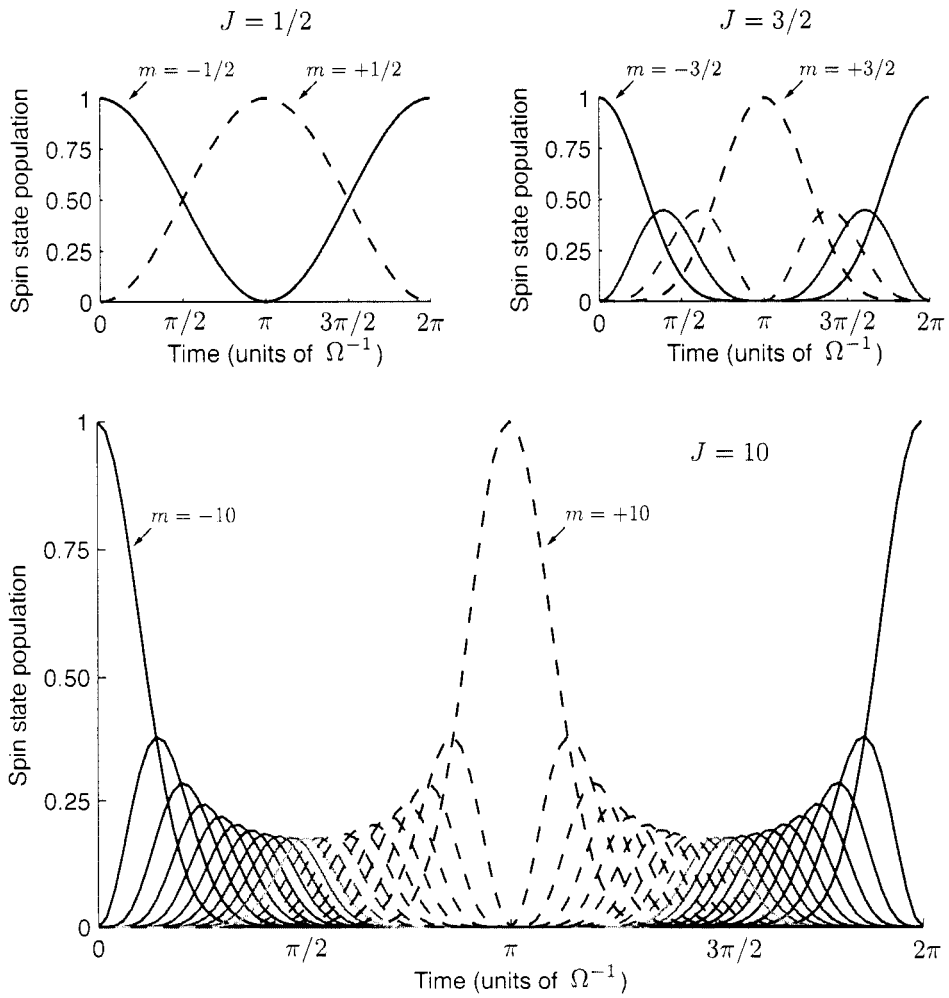 J = 1/2
m = −1/2
m = +1/2
Spin state population
1
0.75
0.50
0.25
0
0
π/2
π
3π/2
2π
Time (units of Ω⁻¹)
J = 3/2
m = −3/2
m = +3/2
Spin state population
1
0.75
0.50
0.25
0
0
π/2
π
3π/2
2π
Time (units of Ω⁻¹)
J = 10
m = −10
m = +10
Spin state population
1
0.75
0.50
0.25
0
0
π/2
π
3π/2
2π
Time (units of Ω⁻¹)